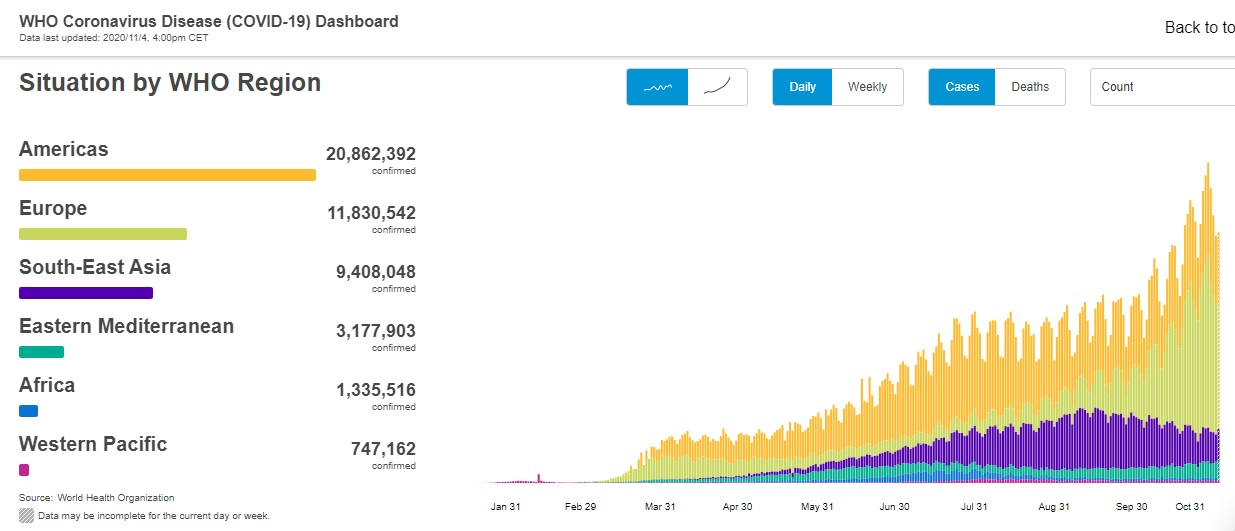 WHO Coronavirus Disease (COVID-19) Dashboard
Data last updated: 2020/11/4, 4:00pm CET
Back to to
Situation by WHO Region
Daily
Weekly
Cases
Deaths
Count
Americas
20,862,392
confirmed
Europe
11,830,542
confirmed
South-East Asia
9,408,048
confirmed
Eastern Mediterranean
3,177,903
confirmed
Africa
1,335,516
confirmed
Western Pacific
747,162
confirmed
Jan 31 Feb 29 Mar 31 Apr 30 May 31 Jun 30 Jul 31 Aug 31 Sep 30 Oct 31
Source: World Health Organization
Data may be incomplete for the current day or week.